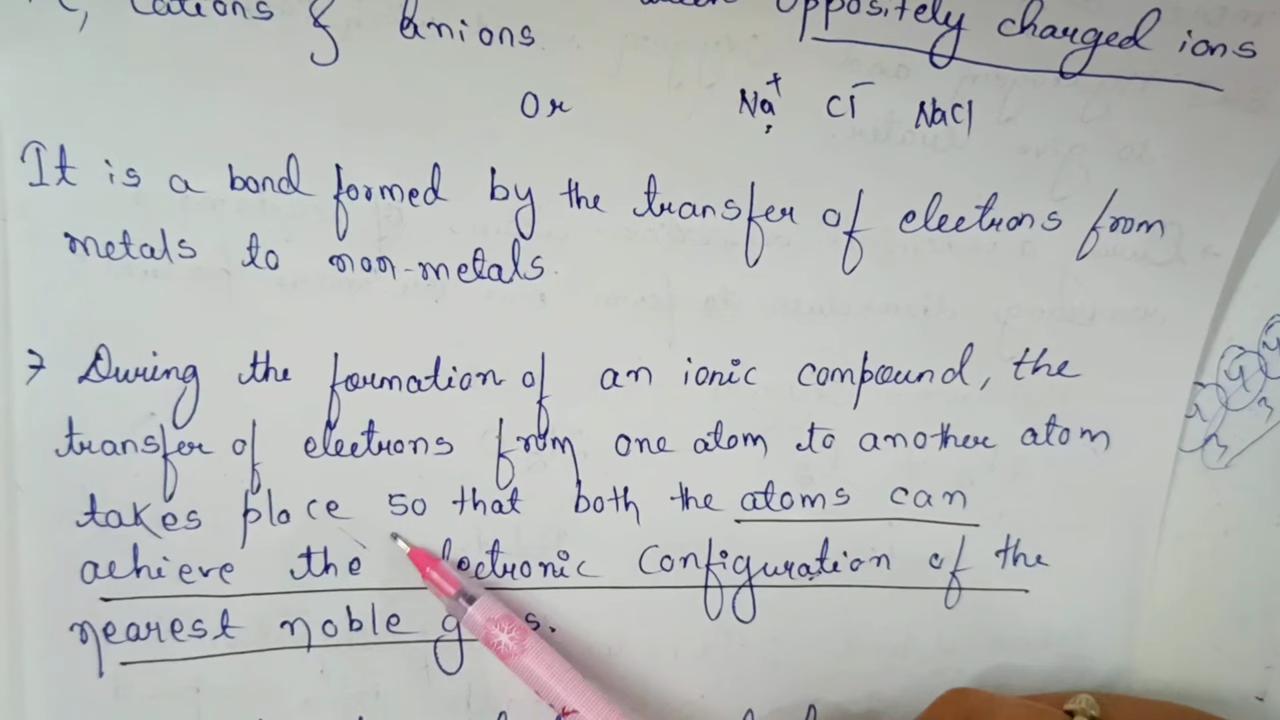 cations & anions oppositely charged ions
Or Na⁺ Cl⁻ NaCl
It is a bond formed by the transfer of electrons from
metals to non-metals.
During the formation of an ionic compound, the
transfer of electrons from one atom to another atom
takes place so that both the atoms can
achieve the electronic configuration of the
nearest noble gas.